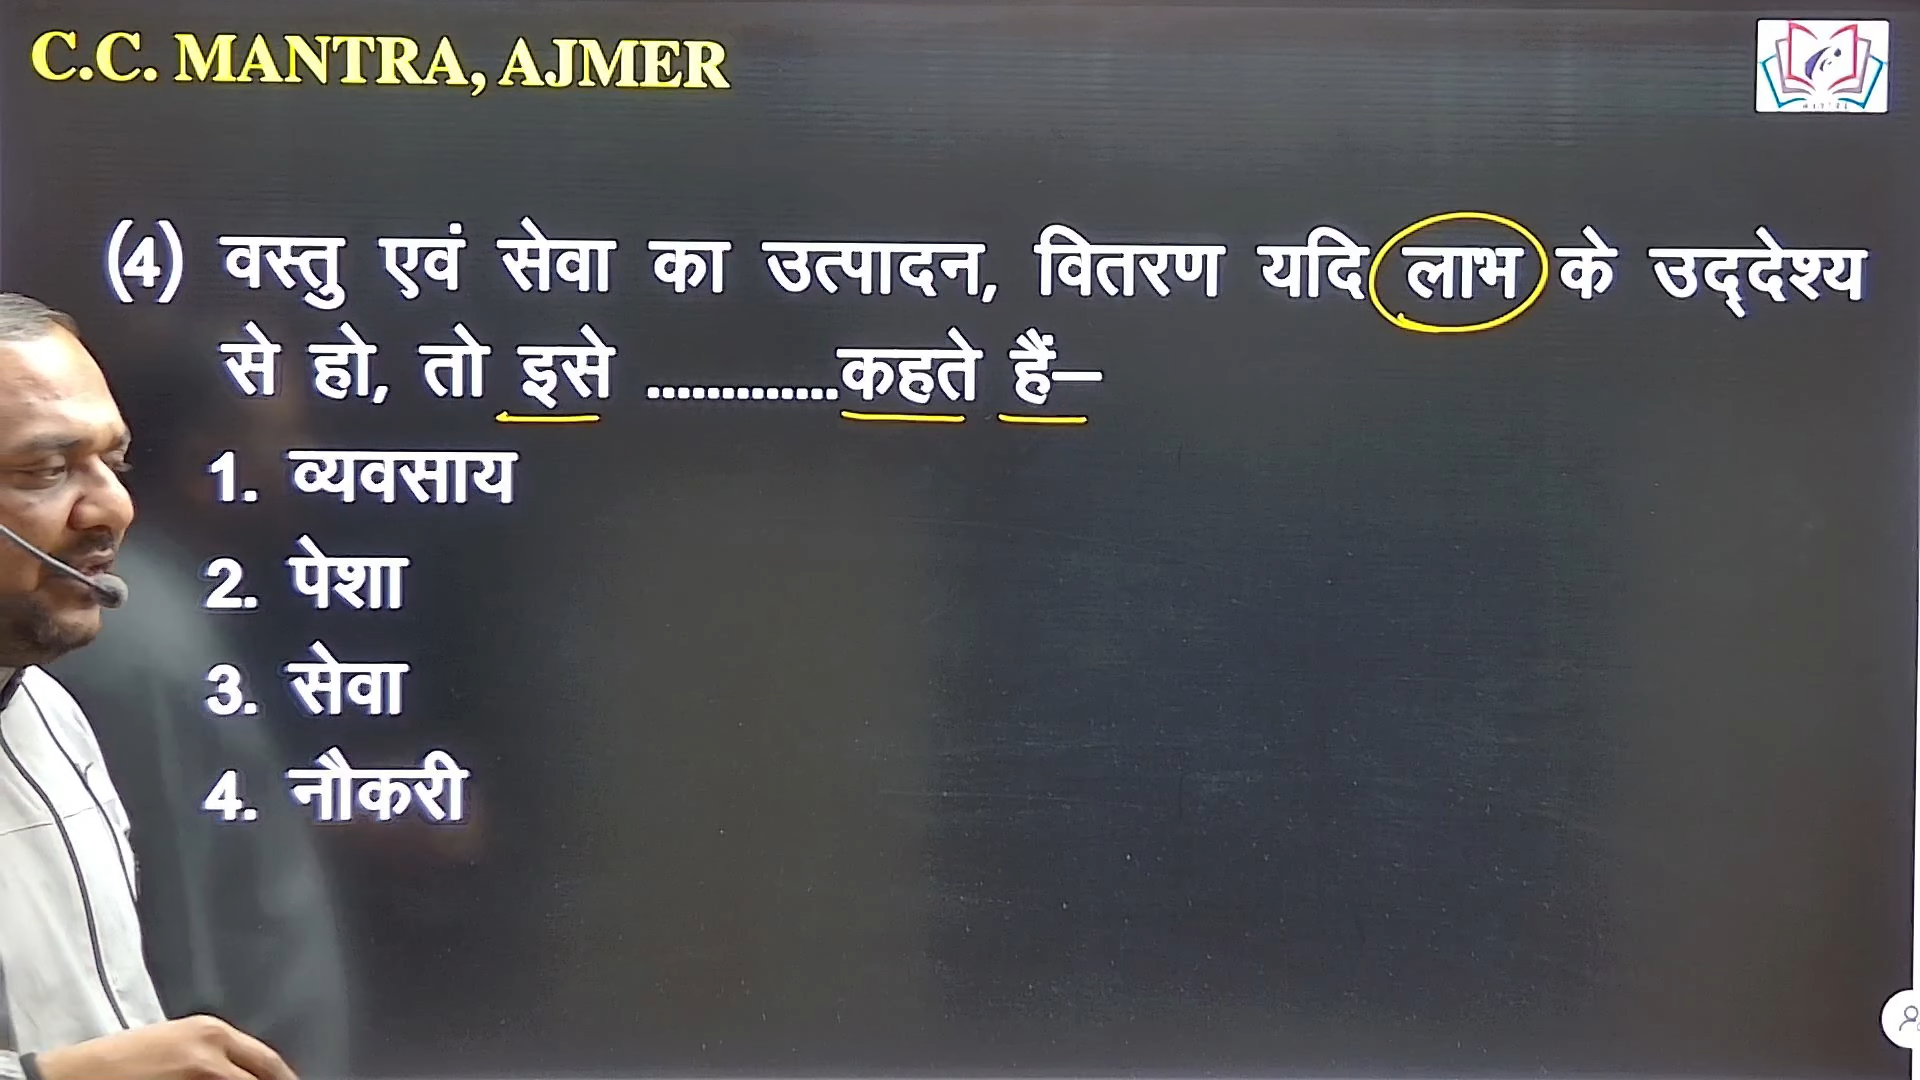 C.C. MANTRA, AJMER
(4) वस्तु एवं सेवा का उत्पादन, वितरण यदि लाभ के उद्देश्य
से हो, तो इसे .............कहते हैं–
1. व्यवसाय
2. पेशा
3. सेवा
4. नौकरी